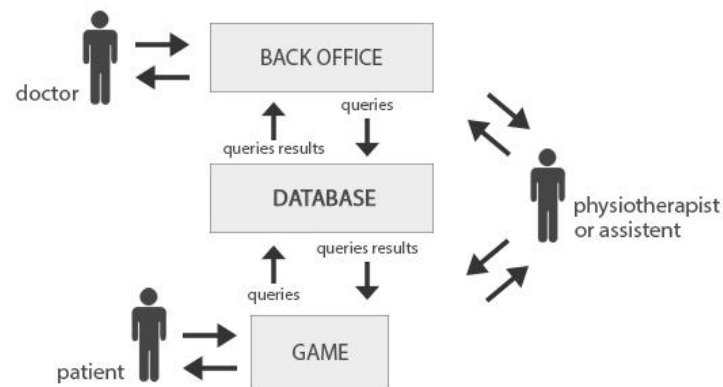 BACK OFFICE
doctor
queries
queries results
DATABASE
physiotherapist
or assistent
queries results
queries
GAME
patient